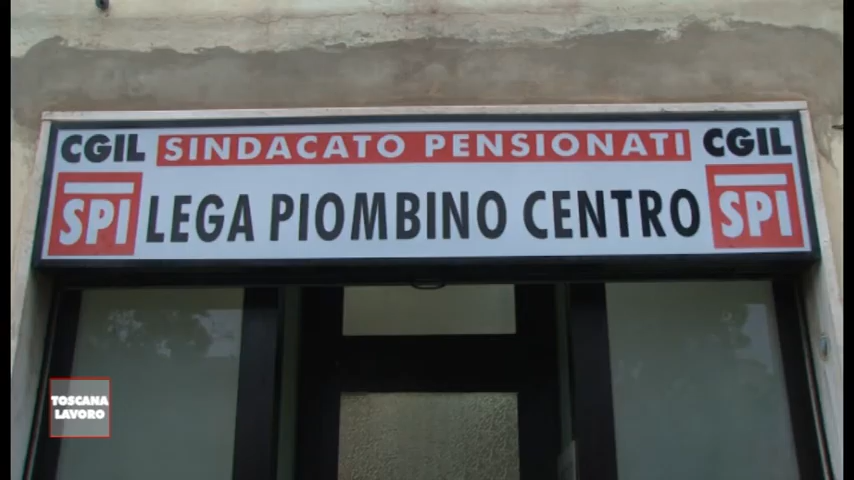 CGIL SINDACATO PENSIONATI CGIL
SPI LEGA PIOMBINO CENTRO SPI
TOSCANA
LAVORO